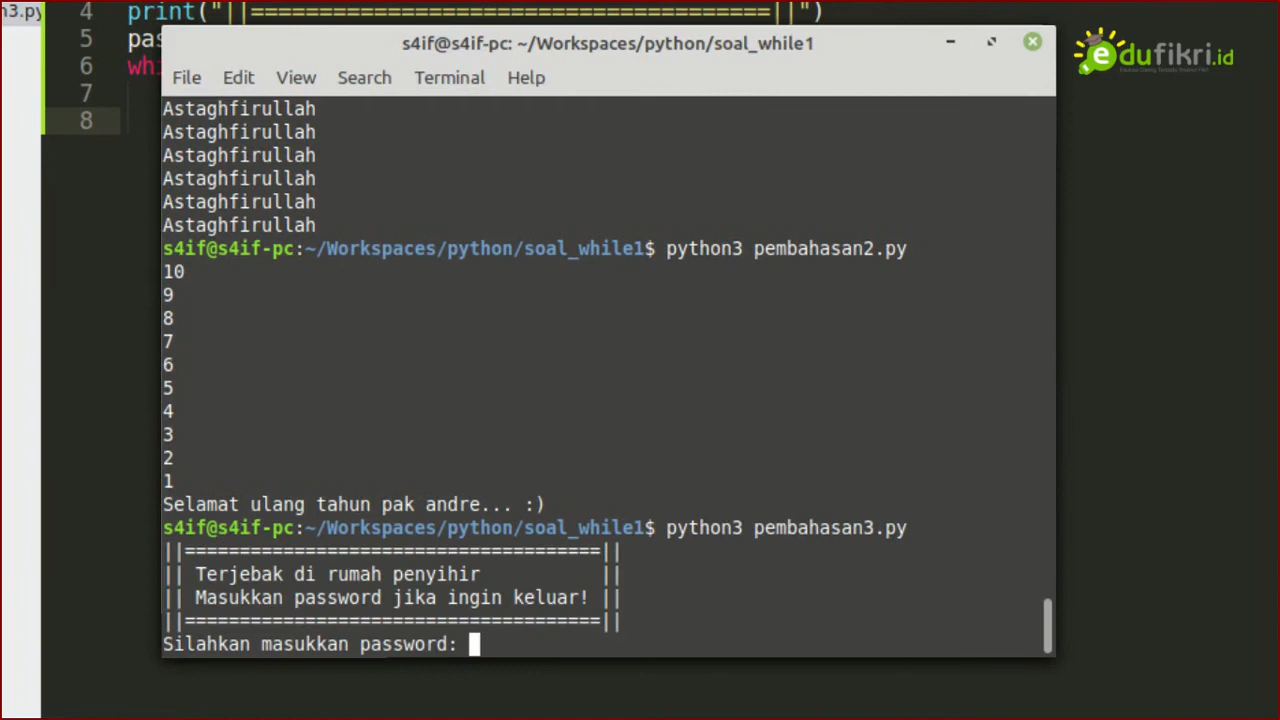 n3.py
4 print("||======================================||")
5 pas
6 whi
7
8
s4if@s4if-pc: ~/Workspaces/python/soal_while1
File Edit View Search Terminal Help
Astaghfirullah
Astaghfirullah
Astaghfirullah
Astaghfirullah
Astaghfirullah
Astaghfirullah
s4if@s4if-pc:~/Workspaces/python/soal_while1$ python3 pembahasan2.py
10
9
8
7
6
5
4
3
2
1
Selamat ulang tahun pak andre... :)
s4if@s4if-pc:~/Workspaces/python/soal_while1$ python3 pembahasan3.py
||======================================||
|| Terjebak di rumah penyihir           ||
|| Masukkan password jika ingin keluar! ||
||======================================||
Silahkan masukkan password:
edufikri.id